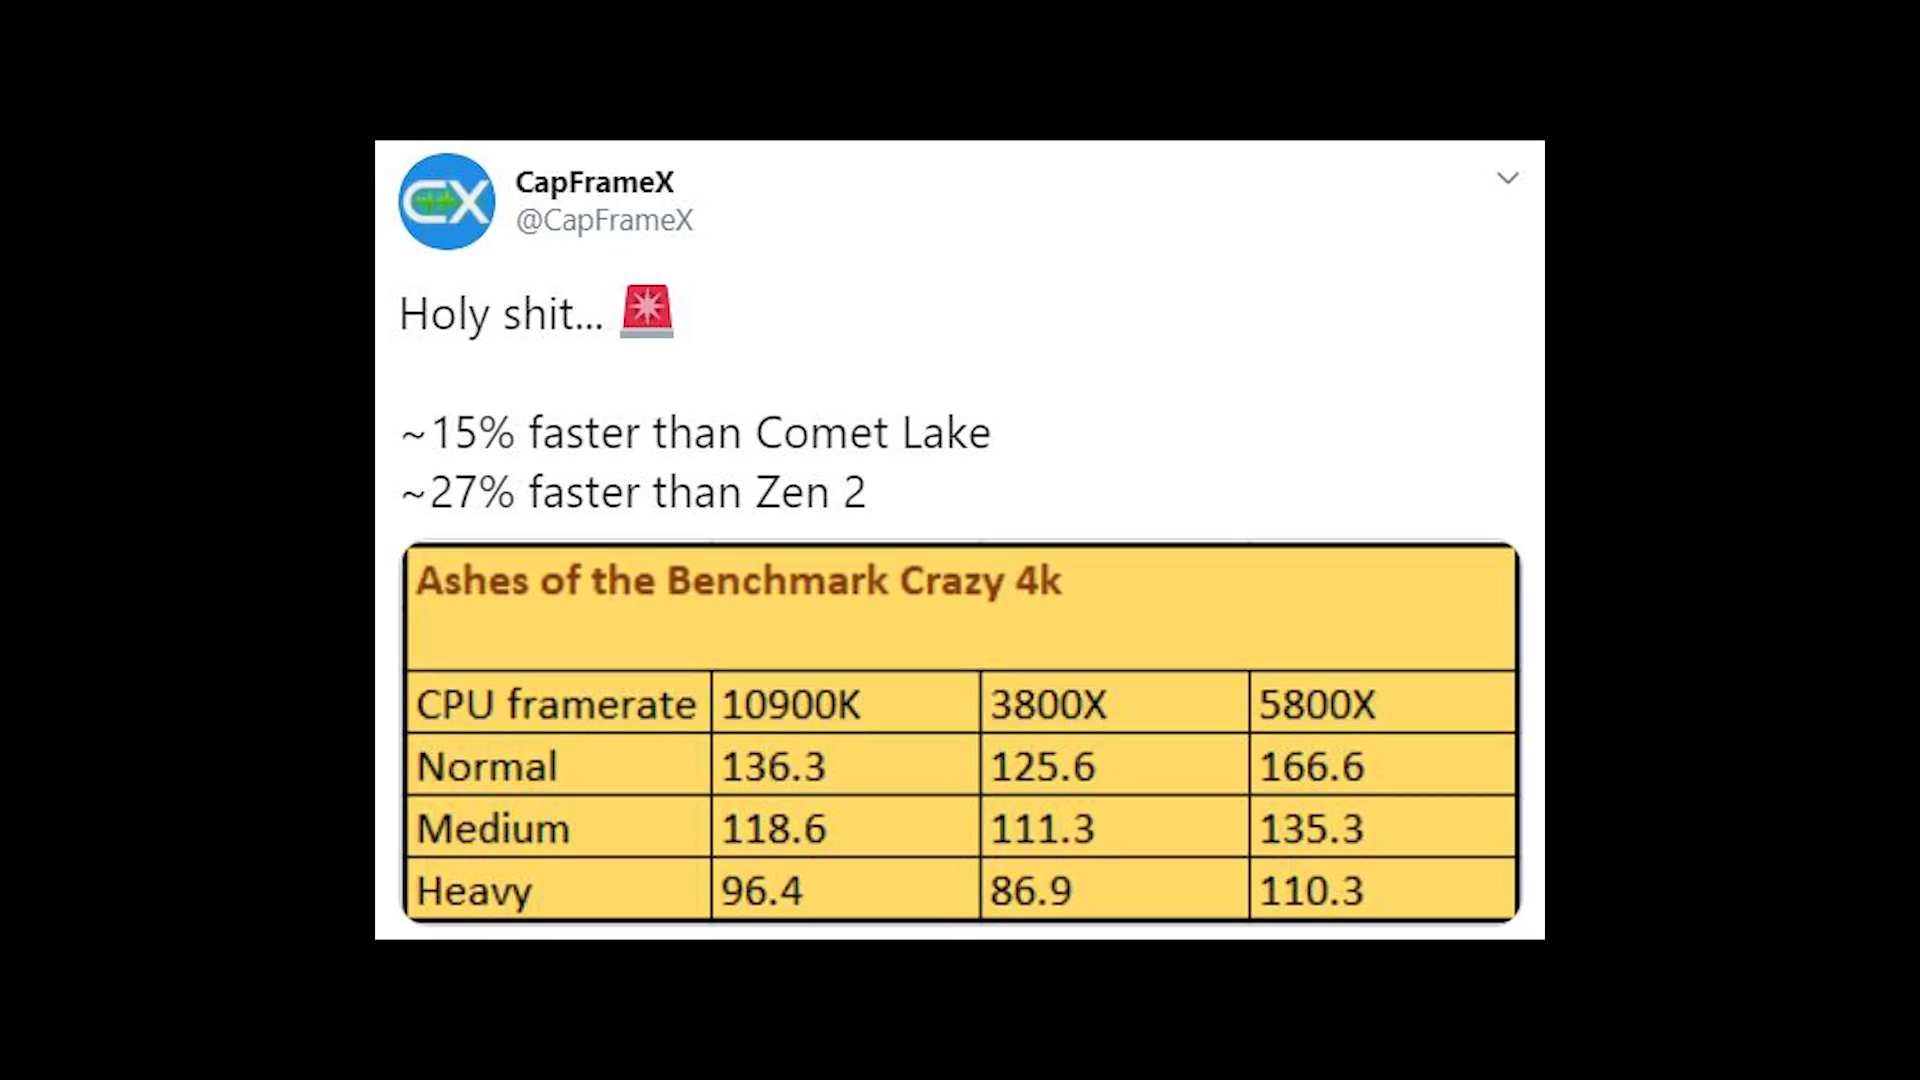 CX
CapFrameX
@CapFrameX
Holy shit... 🚨
~15% faster than Comet Lake
~27% faster than Zen 2
Ashes of the Benchmark Crazy 4k
CPU framerate 10900K 3800X 5800X
Normal 136.3 125.6 166.6
Medium 118.6 111.3 135.3
Heavy 96.4 86.9 110.3